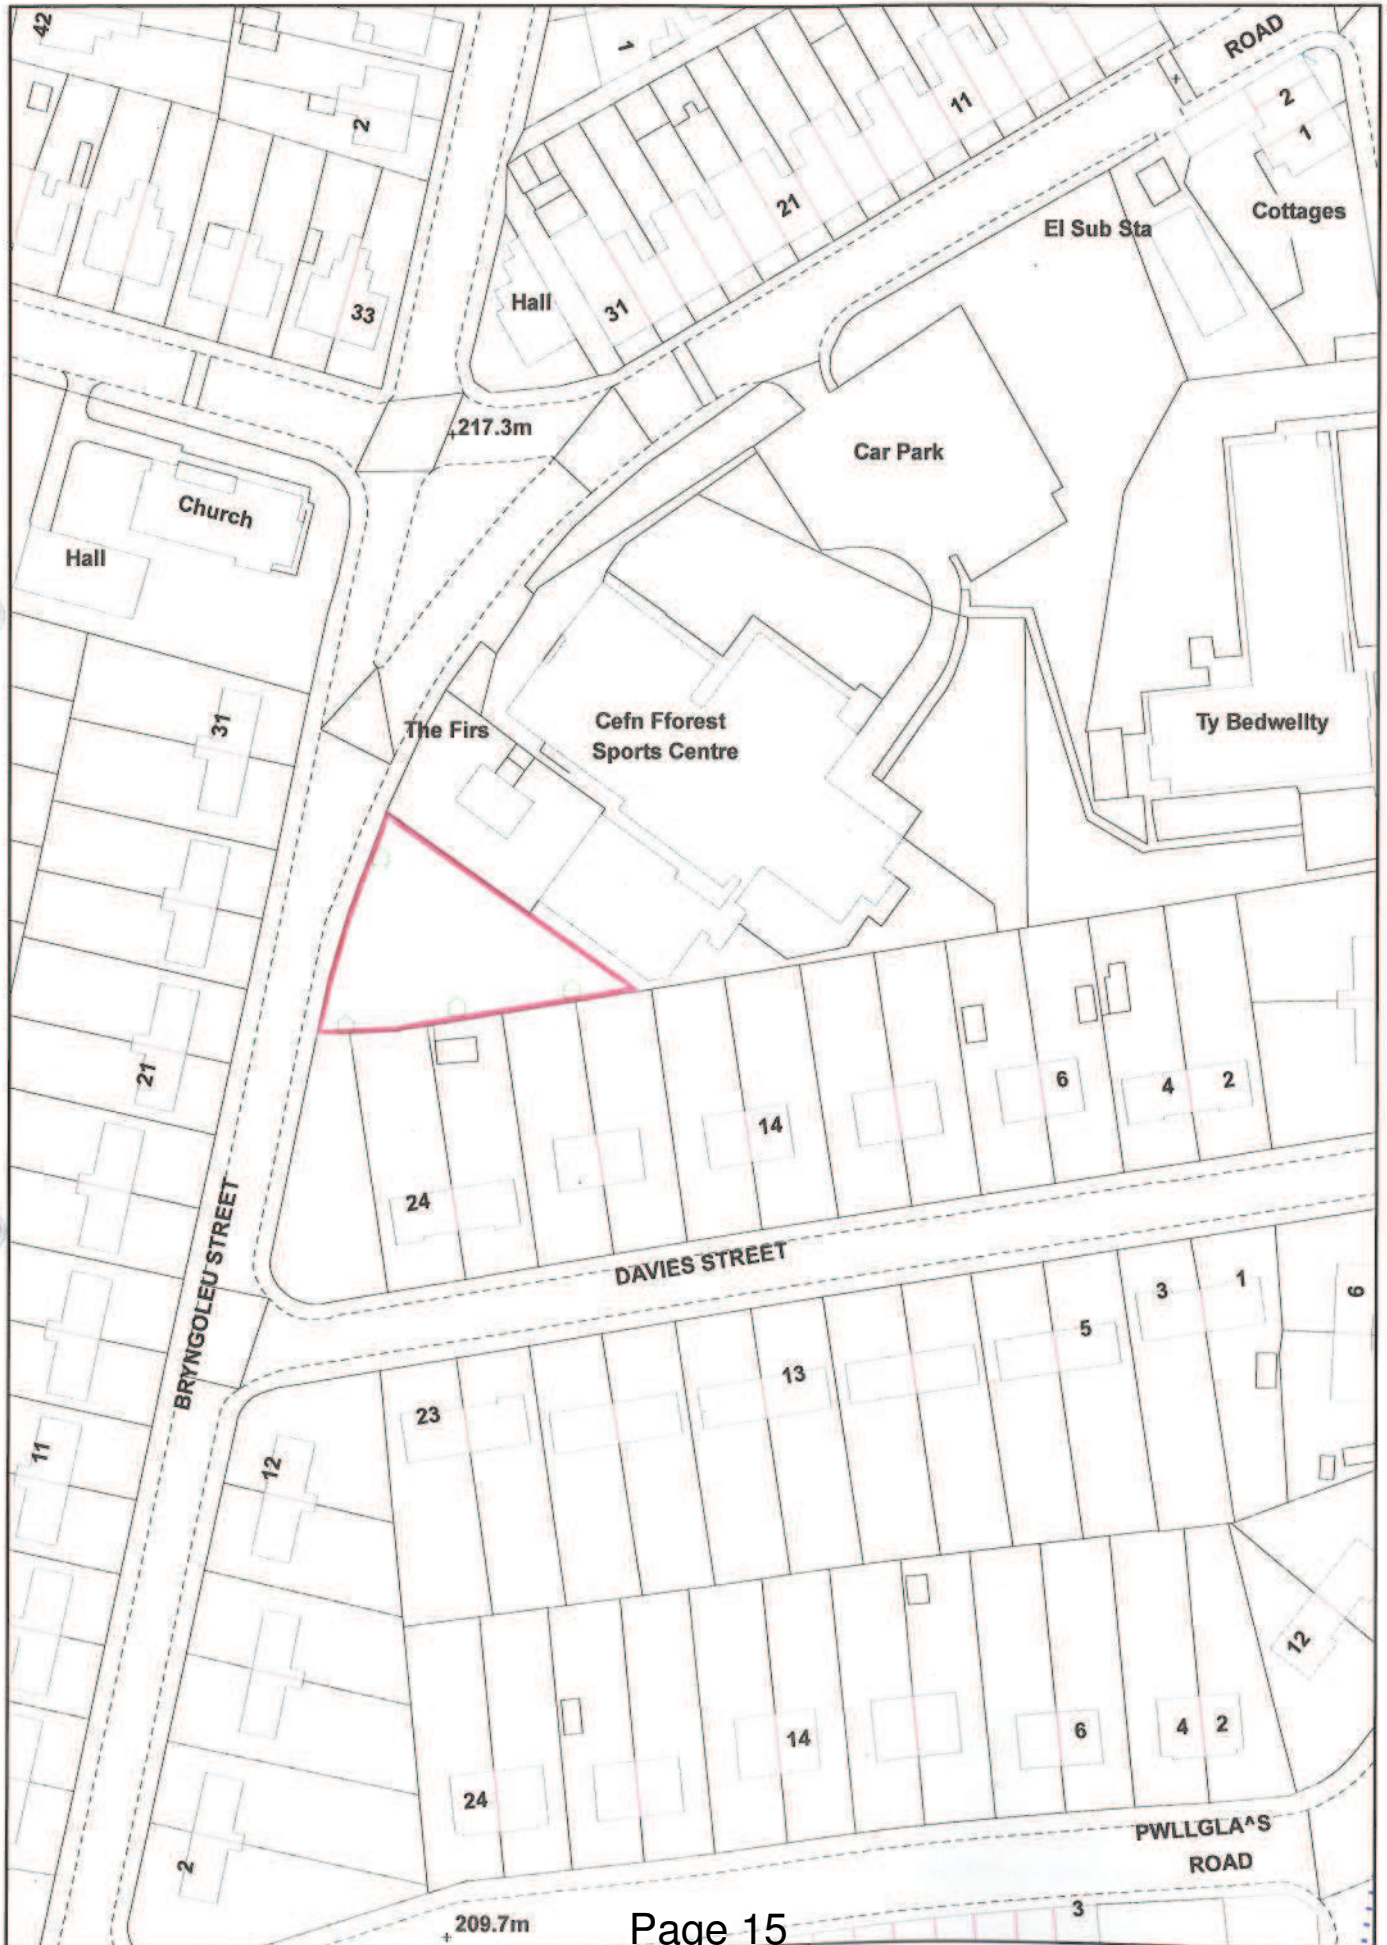 42
1
ROAD
2
11
2
1
21
Cottages
El Sub Sta
Hall
31
33
217.3m
Car Park
Church
Hall
31
The Firs
Cefn Fforest
Sports Centre
Ty Bedwellty
21
6
4
2
14
24
BRYNGOLEU STREET
DAVIES STREET
3
1
6
5
13
23
11
12
12
14
6
4
2
24
PWLLGLA^S
ROAD
2
3
209.7m
Page 15